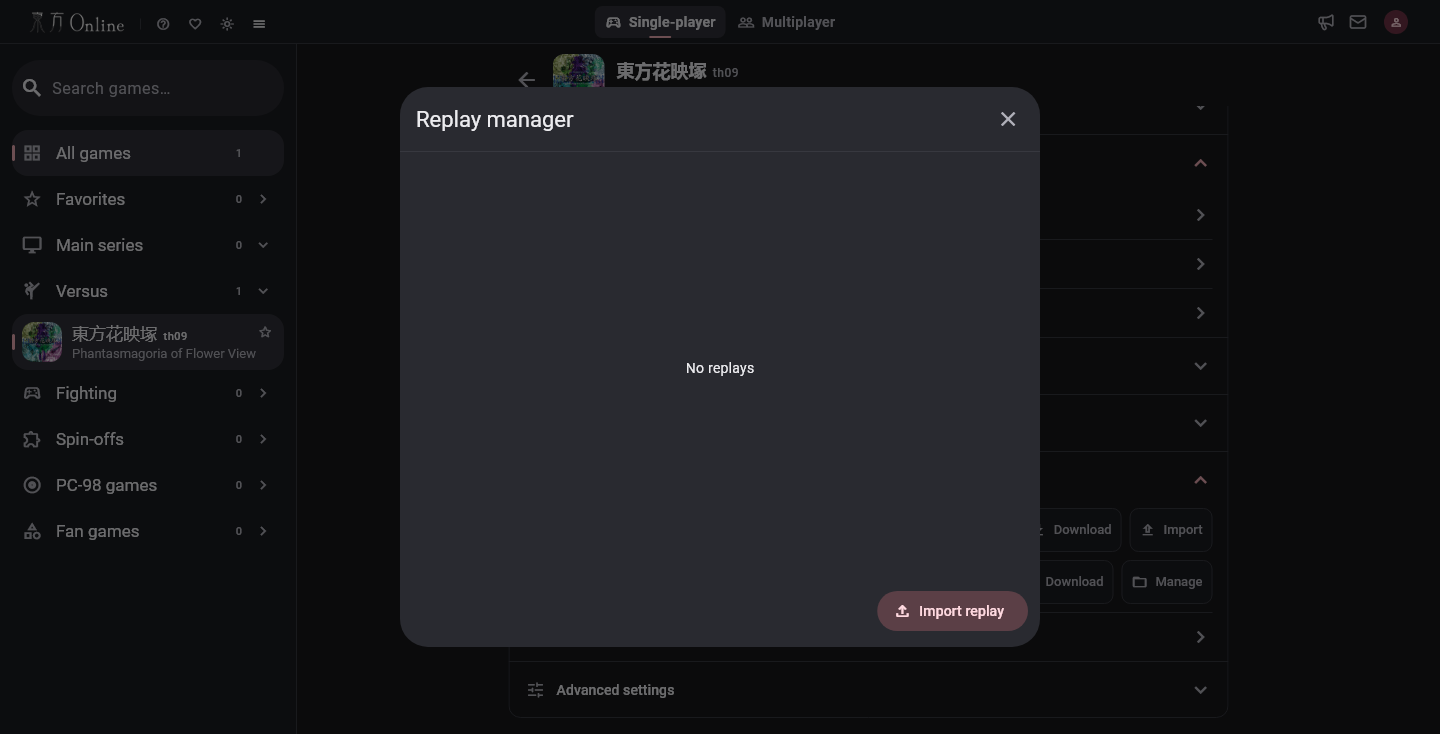 東方 Online
Single-player
Multiplayer
Search games…
All games 1
Favorites 0
Main series 0
Versus 1
東方花映塚 th09
Phantasmagoria of Flower View
Fighting 0
Spin-offs 0
PC-98 games 0
Fan games 0
東方花映塚 th09
Replay manager
No replays
Import replay
Download
Import
Download
Manage
Advanced settings